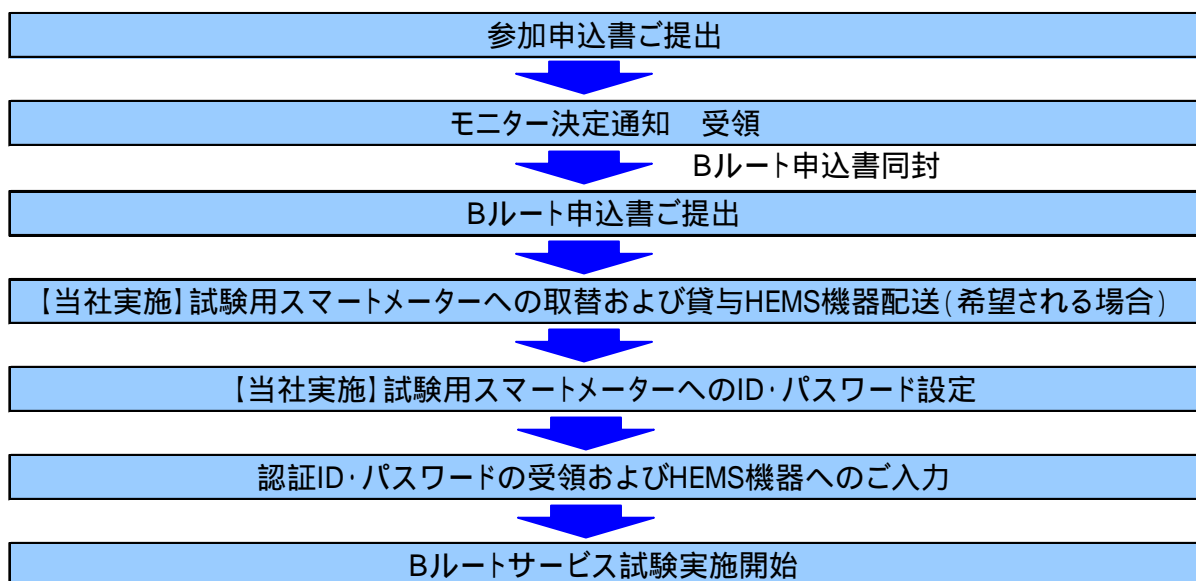 参加申込書ご提出
モニター決定通知　受領
Bルート申込書同封
Bルート申込書ご提出
【当社実施】試験用スマートメーターへの取替および貸与HEMS機器配送(希望される場合)
【当社実施】試験用スマートメーターへのID・パスワード設定
認証ID・パスワードの受領およびHEMS機器へのご入力
Bルートサービス試験実施開始